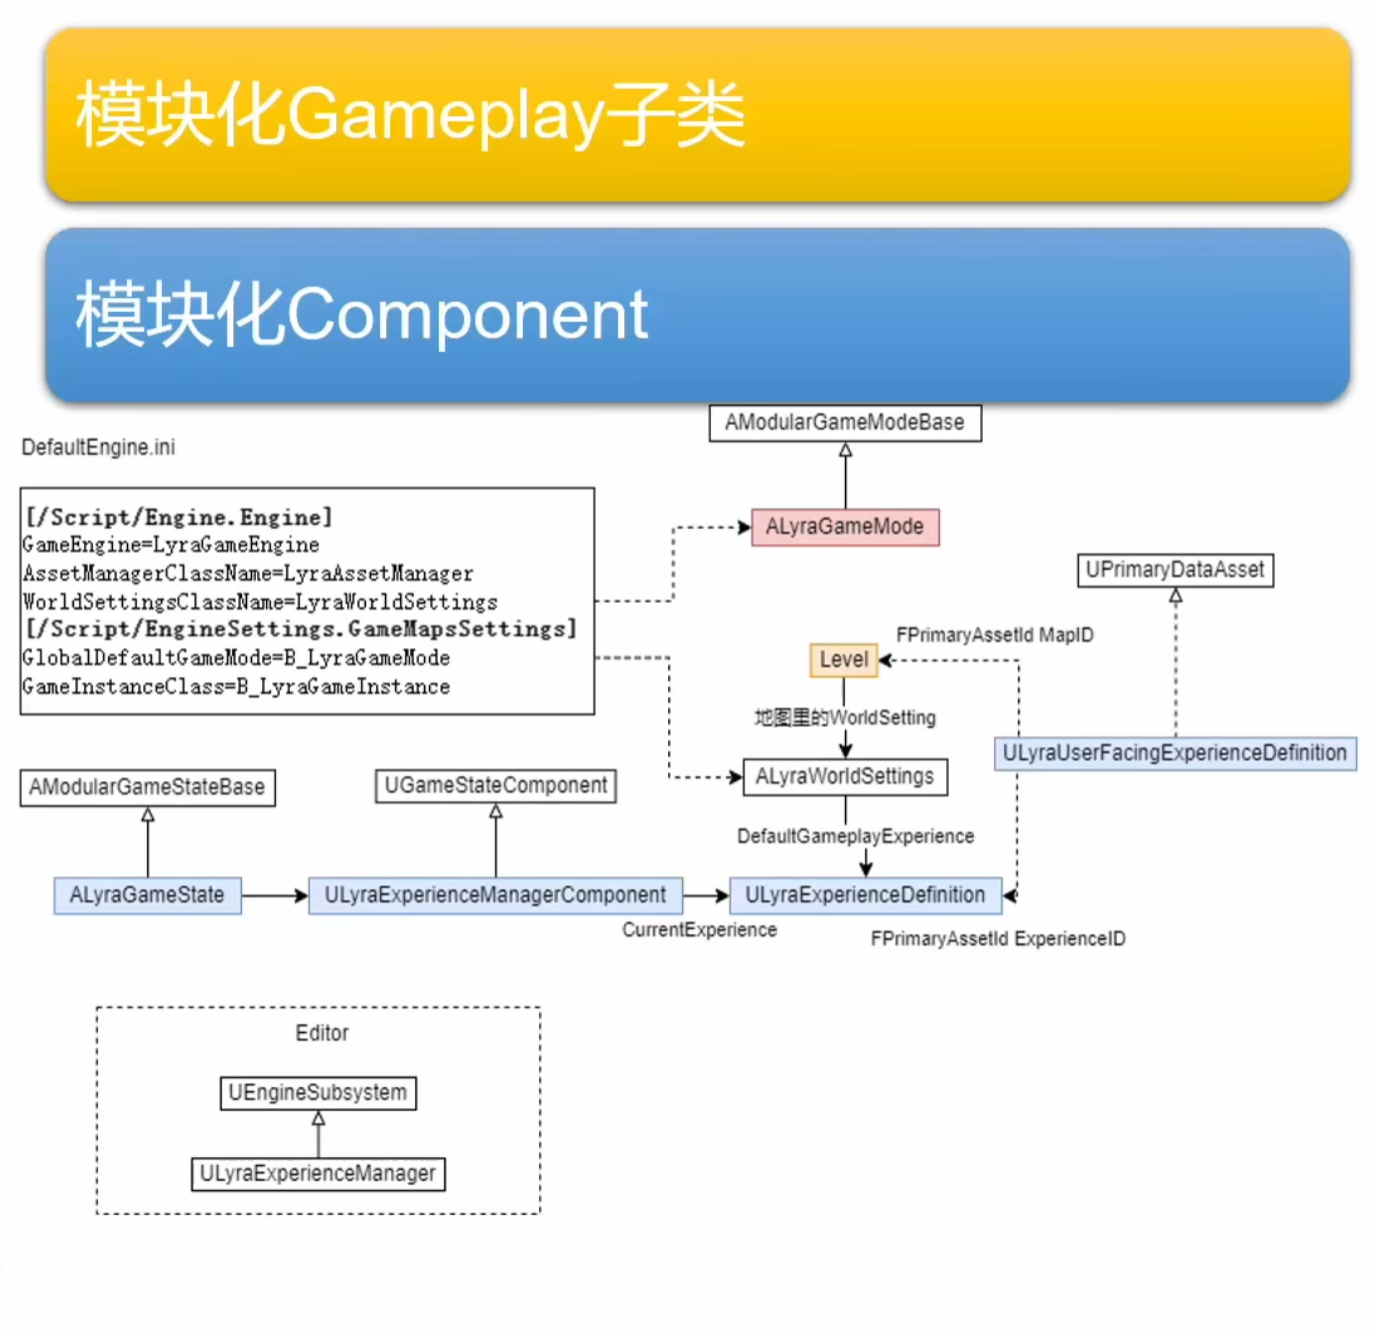 模块化Gameplay子类
模块化Component
AModularGameModeBase
DefaultEngine.ini
[/Script/Engine.Engine]
GameEngine=LyraGameEngine
AssetManagerClassName=LyraAssetManager
WorldSettingsClassName=LyraWorldSettings
[/Script/EngineSettings.GameMapsSettings]
GlobalDefaultGameMode=B_LyraGameMode
GameInstanceClass=B_LyraGameInstance
ALyraGameMode
UPrimaryDataAsset
FPrimaryAssetId MapID
Level
地图里的WorldSetting
ULyraUserFacingExperienceDefinition
ALyraWorldSettings
AModularGameStateBase
UGameStateComponent
DefaultGameplayExperience
ALyraGameState
ULyraExperienceManagerComponent
ULyraExperienceDefinition
CurrentExperience
FPrimaryAssetId ExperienceID
Editor
UEngineSubsystem
ULyraExperienceManager